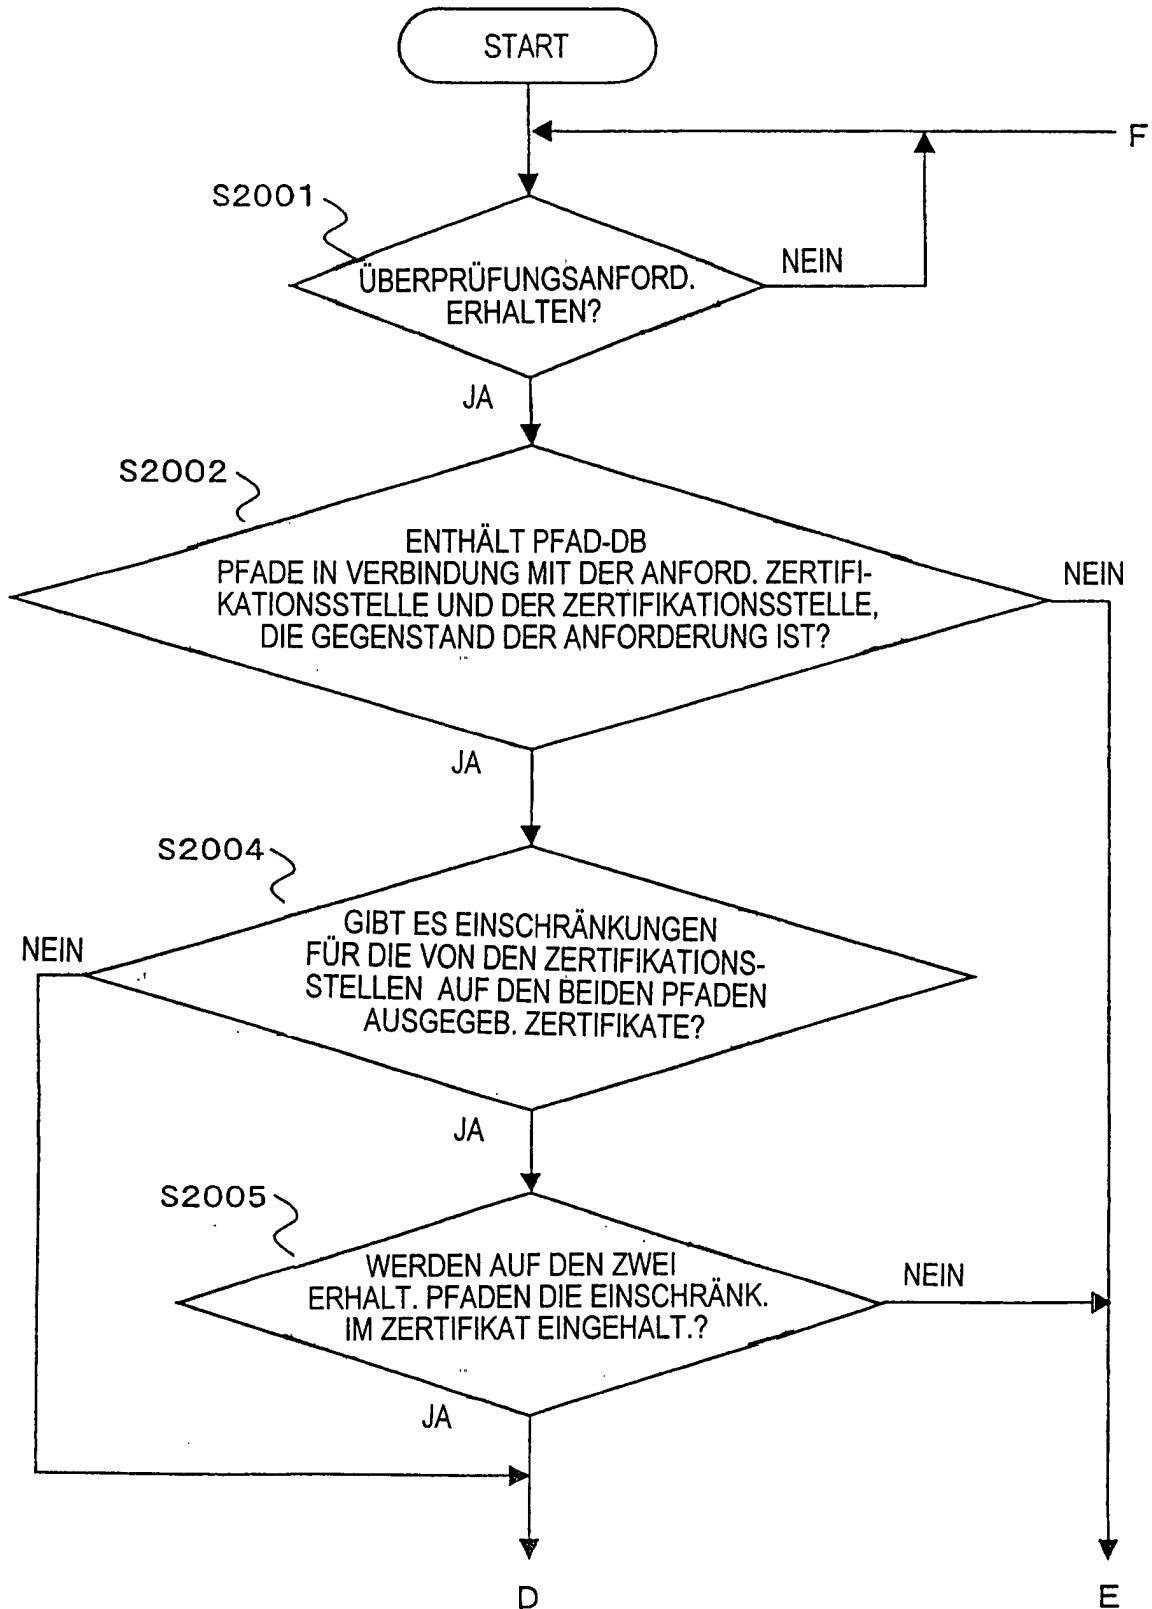 START
F
S2001
NEIN
ÜBERPRÜFUNGSANFORD.
ERHALTEN?
JA
S2002
ENTHÄLT PFAD-DB
PFADE IN VERBINDUNG MIT DER ANFORD. ZERTIFI-
KATIONSSTELLE UND DER ZERTIFIKATIONSSTELLE,
DIE GEGENSTAND DER ANFORDERUNG IST?
NEIN
JA
S2004
NEIN
GIBT ES EINSCHRÄNKUNGEN
FÜR DIE VON DEN ZERTIFIKATIONS-
STELLEN AUF DEN BEIDEN PFADEN
AUSGEGEB. ZERTIFIKATE?
JA
S2005
WERDEN AUF DEN ZWEI
ERHALT. PFADEN DIE EINSCHRÄNK.
IM ZERTIFIKAT EINGEHALT.?
NEIN
JA
D
E